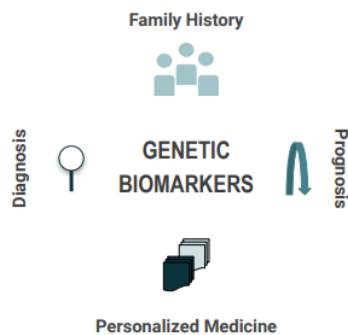 Family History
Diagnosis
GENETIC
BIOMARKERS
Prognosis
Personalized Medicine